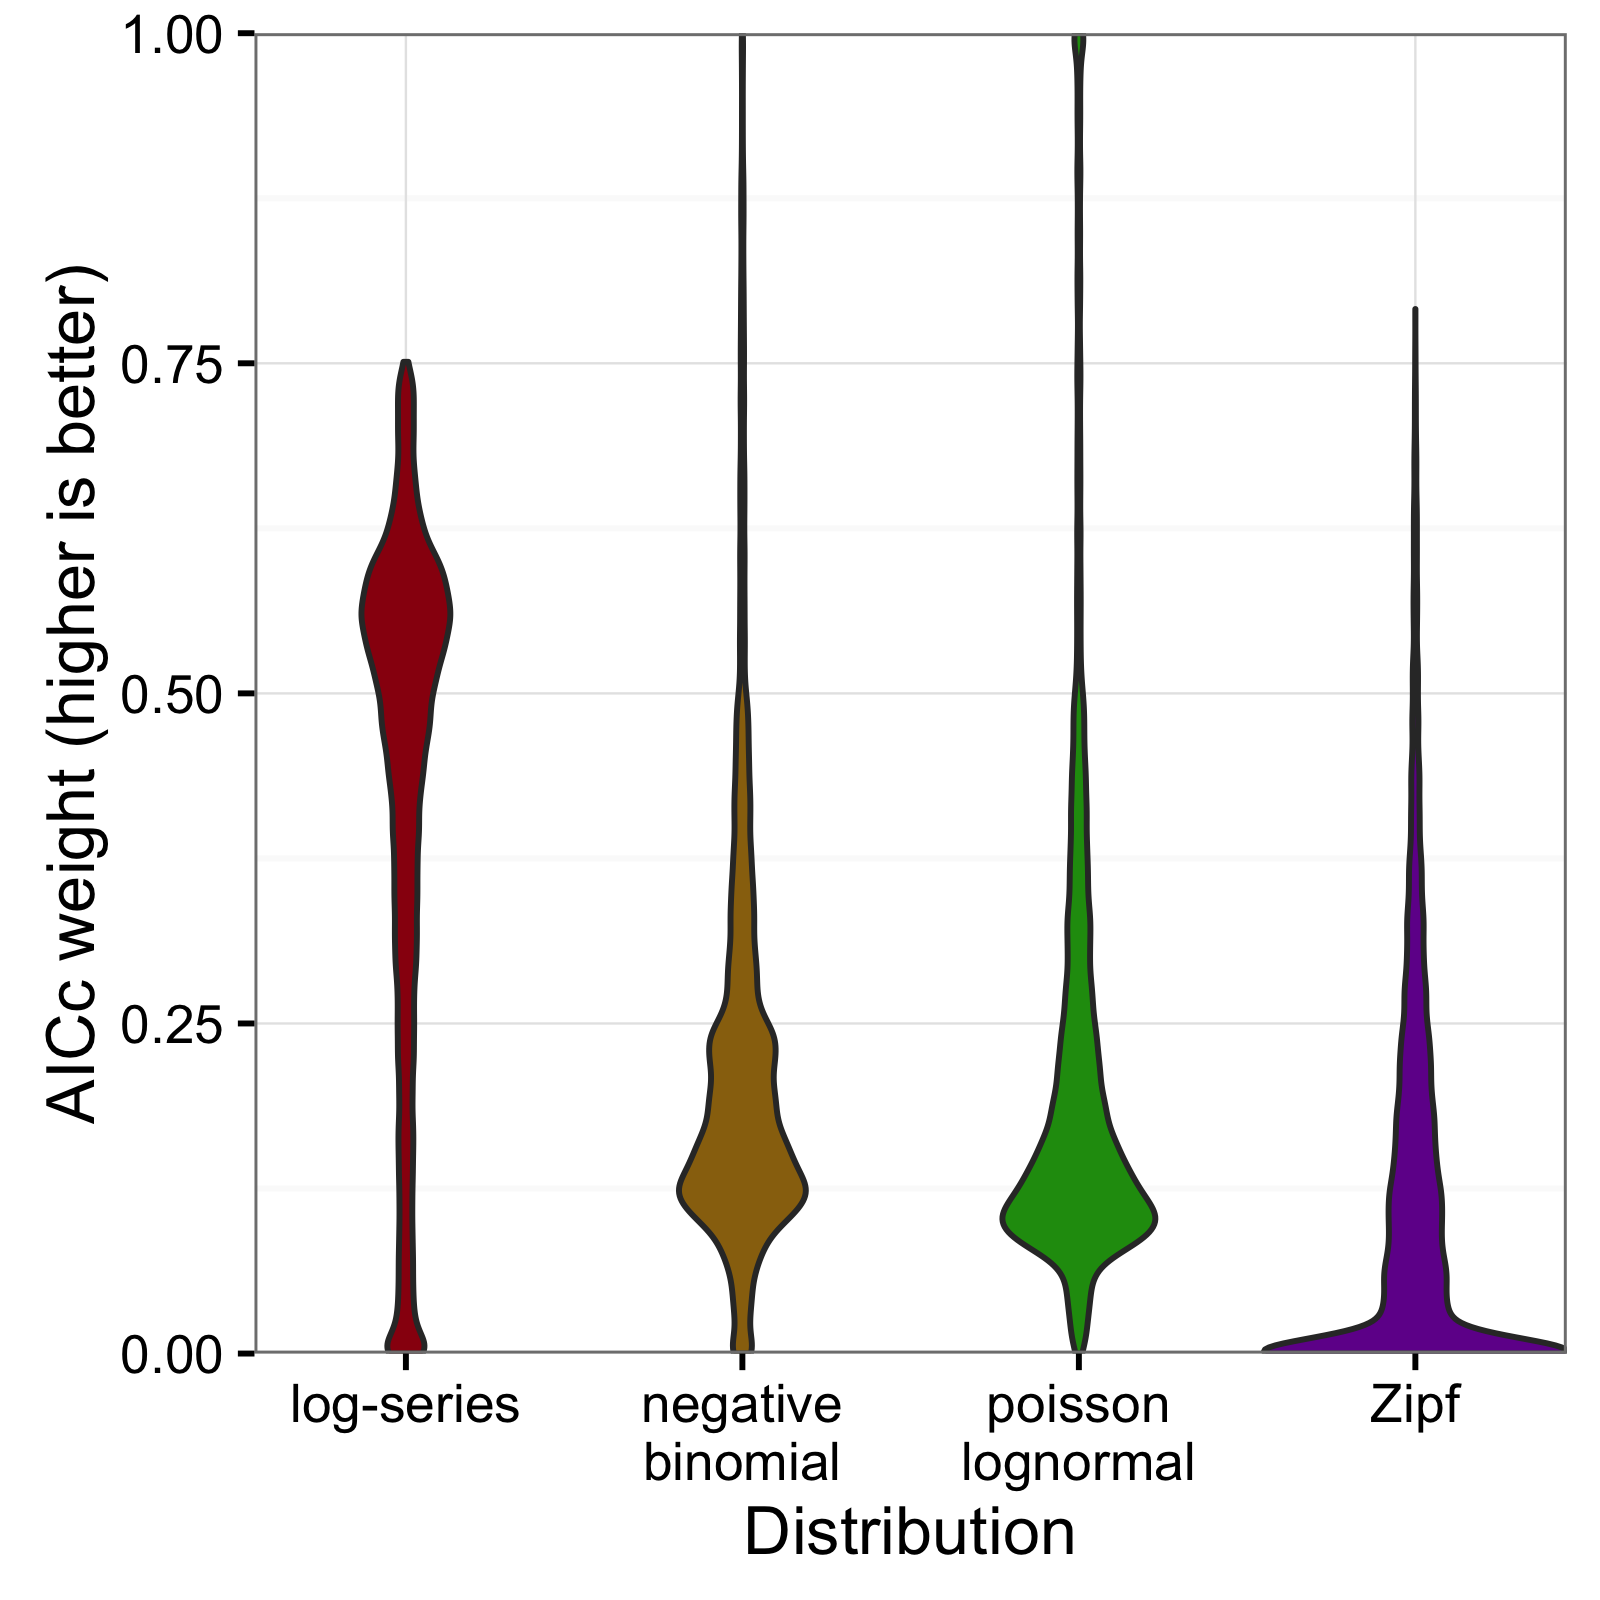 AICc weight (higher is better)
1.00
0.75
0.50
0.25
0.00
log-series
negative
binomial
poisson
lognormal
Zipf
Distribution